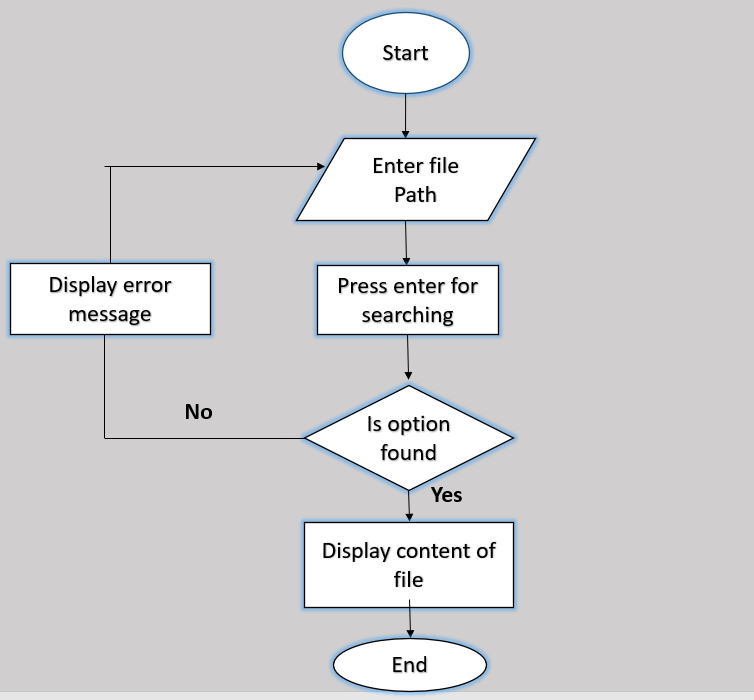 Start
Enter file
Path
Press enter for
searching
Display error
message
Is option
found
No
Yes
Display content of
file
End